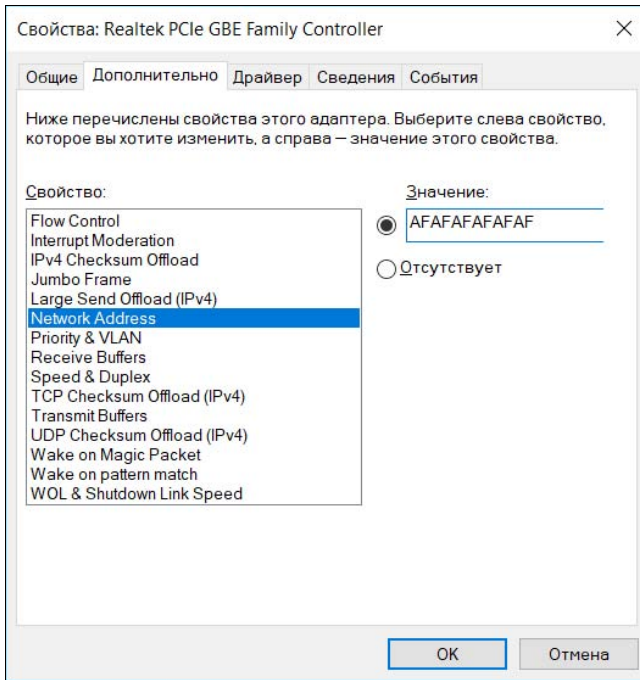 Свойства: Realtek PCIe GBE Family Controller
Общие Дополнительно Драйвер Сведения События
Ниже перечислены свойства этого адаптера. Выберите слева свойство,
которое вы хотите изменить, а справа — значение этого свойства.
Свойство:
Flow Control
Interrupt Moderation
IPv4 Checksum Offload
Jumbo Frame
Large Send Offload (IPv4)
Network Address
Priority & VLAN
Receive Buffers
Speed & Duplex
TCP Checksum Offload (IPv4)
Transmit Buffers
UDP Checksum Offload (IPv4)
Wake on Magic Packet
Wake on pattern match
WOL & Shutdown Link Speed
Значение:
AFAFAFAFAFAF
Отсутствует
OK Отмена